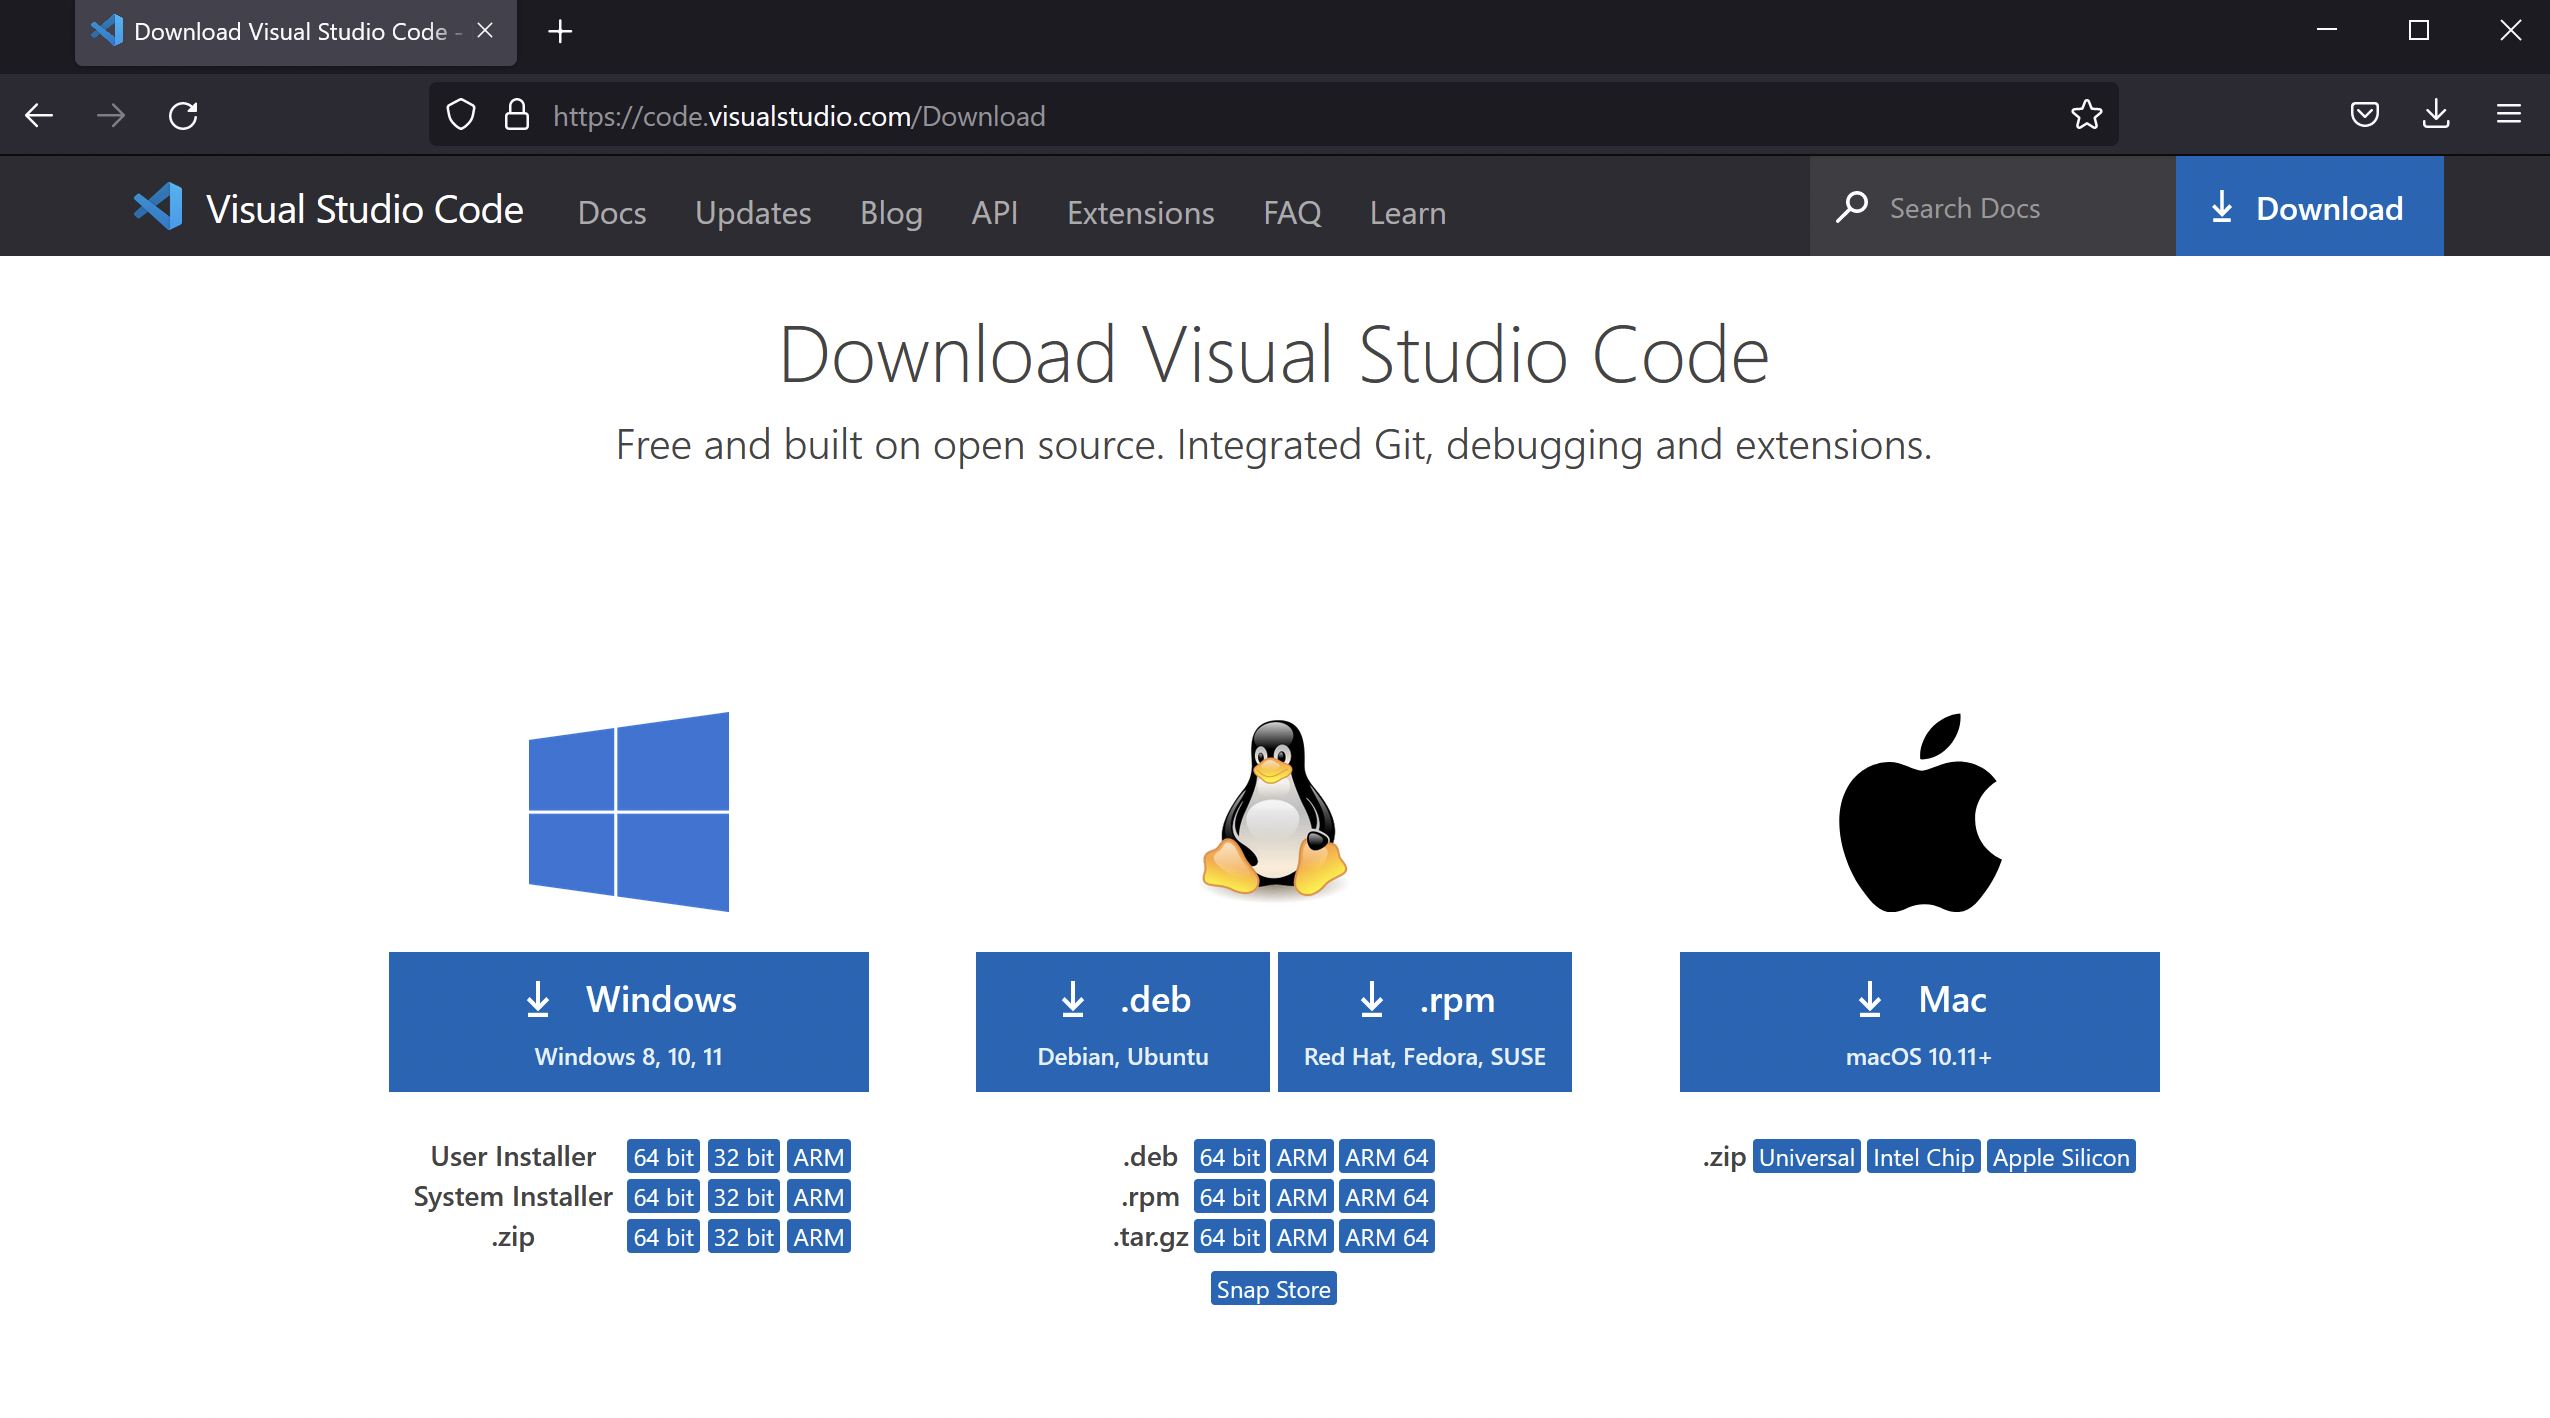 Download Visual Studio Code -
https://code.visualstudio.com/Download
Visual Studio Code Docs Updates Blog API Extensions FAQ Learn Search Docs Download
Download Visual Studio Code
Free and built on open source. Integrated Git, debugging and extensions.
Windows
Windows 8, 10, 11
User Installer 64 bit 32 bit ARM
System Installer 64 bit 32 bit ARM
.zip 64 bit 32 bit ARM
.deb
Debian, Ubuntu
.rpm
Red Hat, Fedora, SUSE
.deb 64 bit ARM ARM 64
.rpm 64 bit ARM ARM 64
.tar.gz 64 bit ARM ARM 64
Snap Store
Mac
macOS 10.11+
.zip Universal Intel Chip Apple Silicon